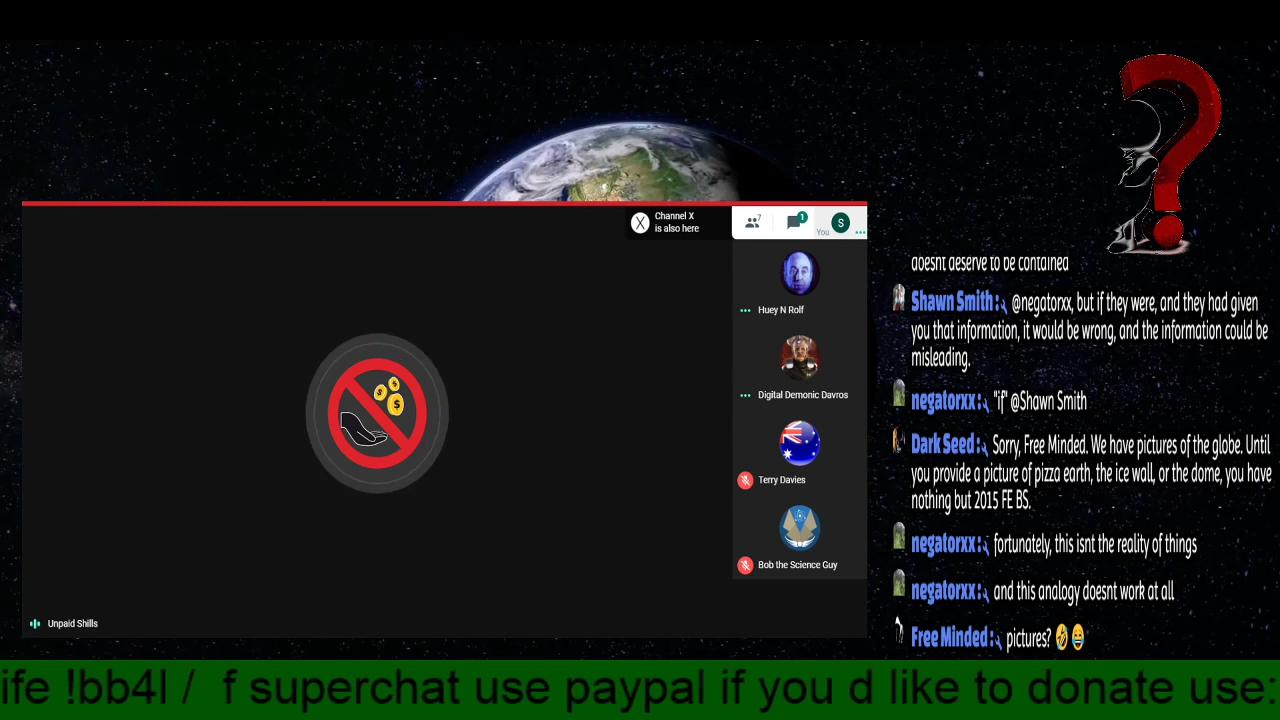 Channel X
is also here
7
1
You
S
Huey N Rolf
Digital Demonic Davros
Terry Davies
Bob the Science Guy
Unpaid Shills
doesnt deserve to be contained
Shawn Smith: @negatorxx, but if they were, and they had given
you that information, it would be wrong, and the information could be
misleading.
negatorxx: "if" @Shawn Smith
Dark Seed: Sorry, Free Minded. We have pictures of the globe. Until
you provide a picture of pizza earth, the ice wall, or the dome, you have
nothing but 2015 FE BS.
negatorxx: fortunately, this isnt the reality of things
negatorxx: and this analogy doesnt work at all
Free Minded: pictures? 🤣😂
ife !bb4l / f superchat use paypal if you d like to donate use: